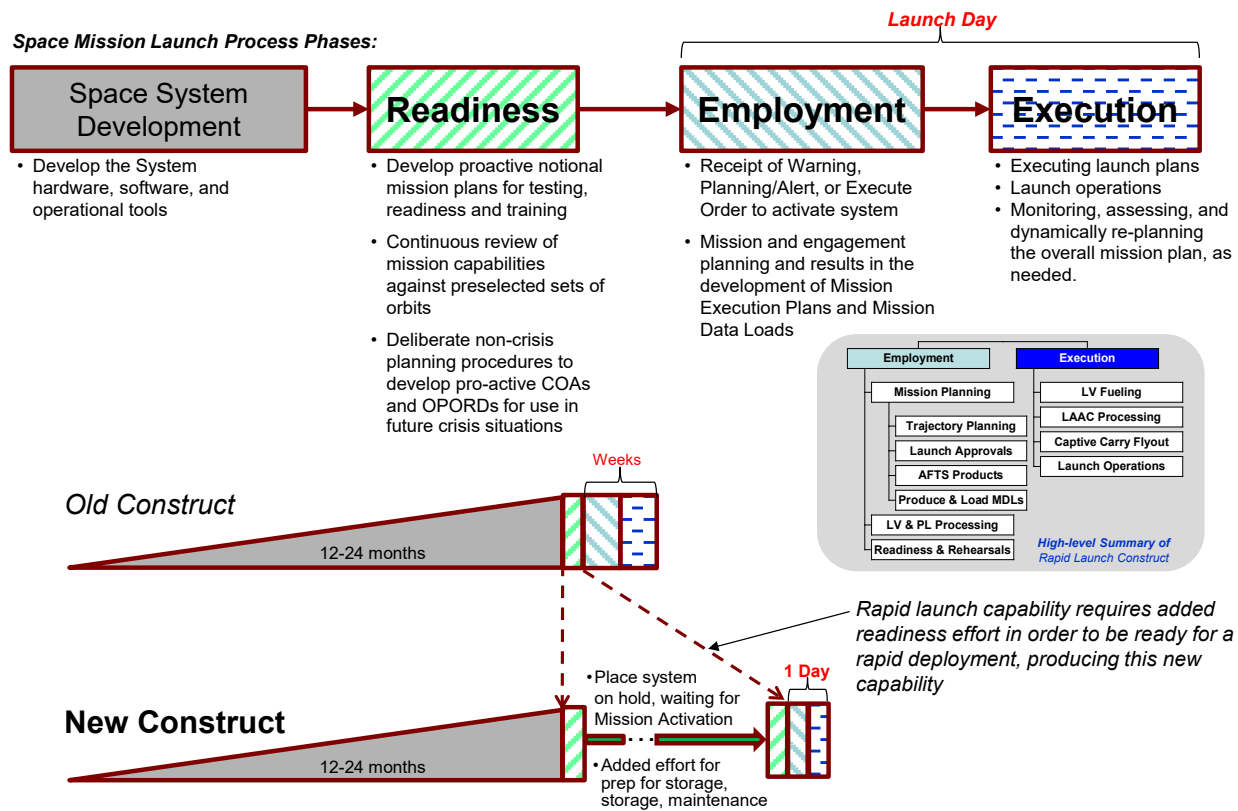 Launch Day
Space Mission Launch Process Phases:
Space System
Development
Readiness
Employment
Execution
• Develop the System
hardware, software, and
operational tools
• Develop proactive notional
mission plans for testing,
readiness and training
• Continuous review of
mission capabilities
against preselected sets of
orbits
• Deliberate non-crisis
planning procedures to
develop pro-active COAs
and OPORDs for use in
future crisis situations
• Receipt of Warning,
Planning/Alert, or Execute
Order to activate system
• Mission and engagement
planning and results in the
development of Mission
Execution Plans and Mission
Data Loads
• Executing launch plans
• Launch operations
• Monitoring, assessing, and
dynamically re-planning
the overall mission plan, as
needed.
Employment
Mission Planning
Trajectory Planning
Launch Approvals
AFTS Products
Produce & Load MDLs
LV & PL Processing
Readiness & Rehearsals
Execution
LV Fueling
LAAC Processing
Captive Carry Flyout
Launch Operations
High-level Summary of
Rapid Launch Construct
Weeks
Old Construct
12-24 months
Rapid launch capability requires added
readiness effort in order to be ready for a
rapid deployment, producing this new
capability
1 Day
• Place system
on hold, waiting for
Mission Activation
New Construct
12-24 months
• Added effort for
prep for storage,
storage, maintenance